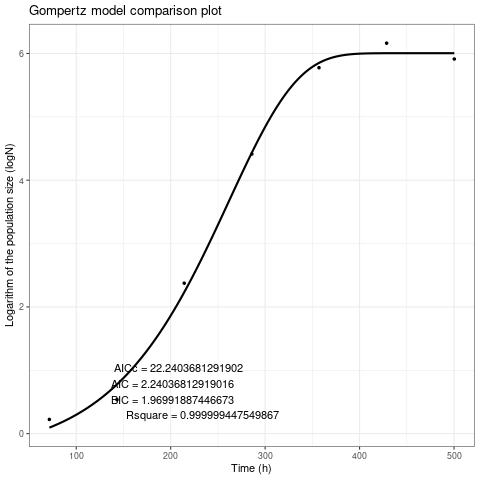 Gompertz model comparison plot
Logarithm of the population size (logN)
6
4
2
0
AICc = 22.2403681291902
AIC = 2.24036812919016
BIC = 1.96991887446673
Rsquare = 0.999999447549867
100
200
300
400
500
Time (h)